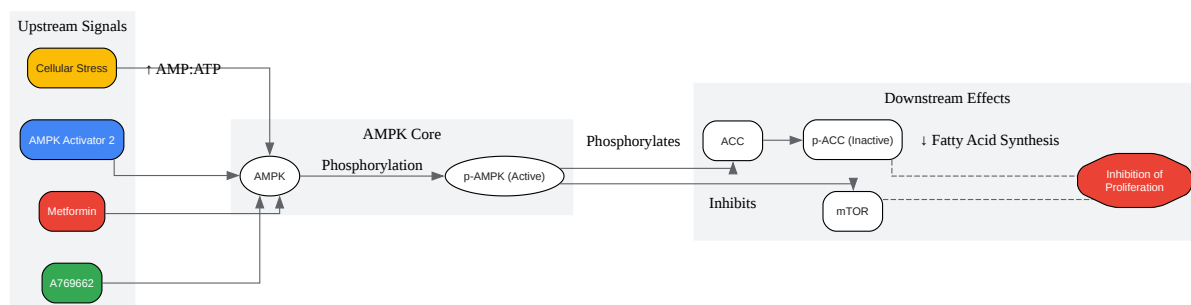 Upstream Signals
Cellular Stress
↑ AMP:ATP
AMPK Activator 2
Metformin
A769662
AMPK Core
AMPK
Phosphorylation
p-AMPK (Active)
Phosphorylates
Inhibits
Downstream Effects
ACC
p-ACC (Inactive)
↓ Fatty Acid Synthesis
mTOR
Inhibition of
Proliferation